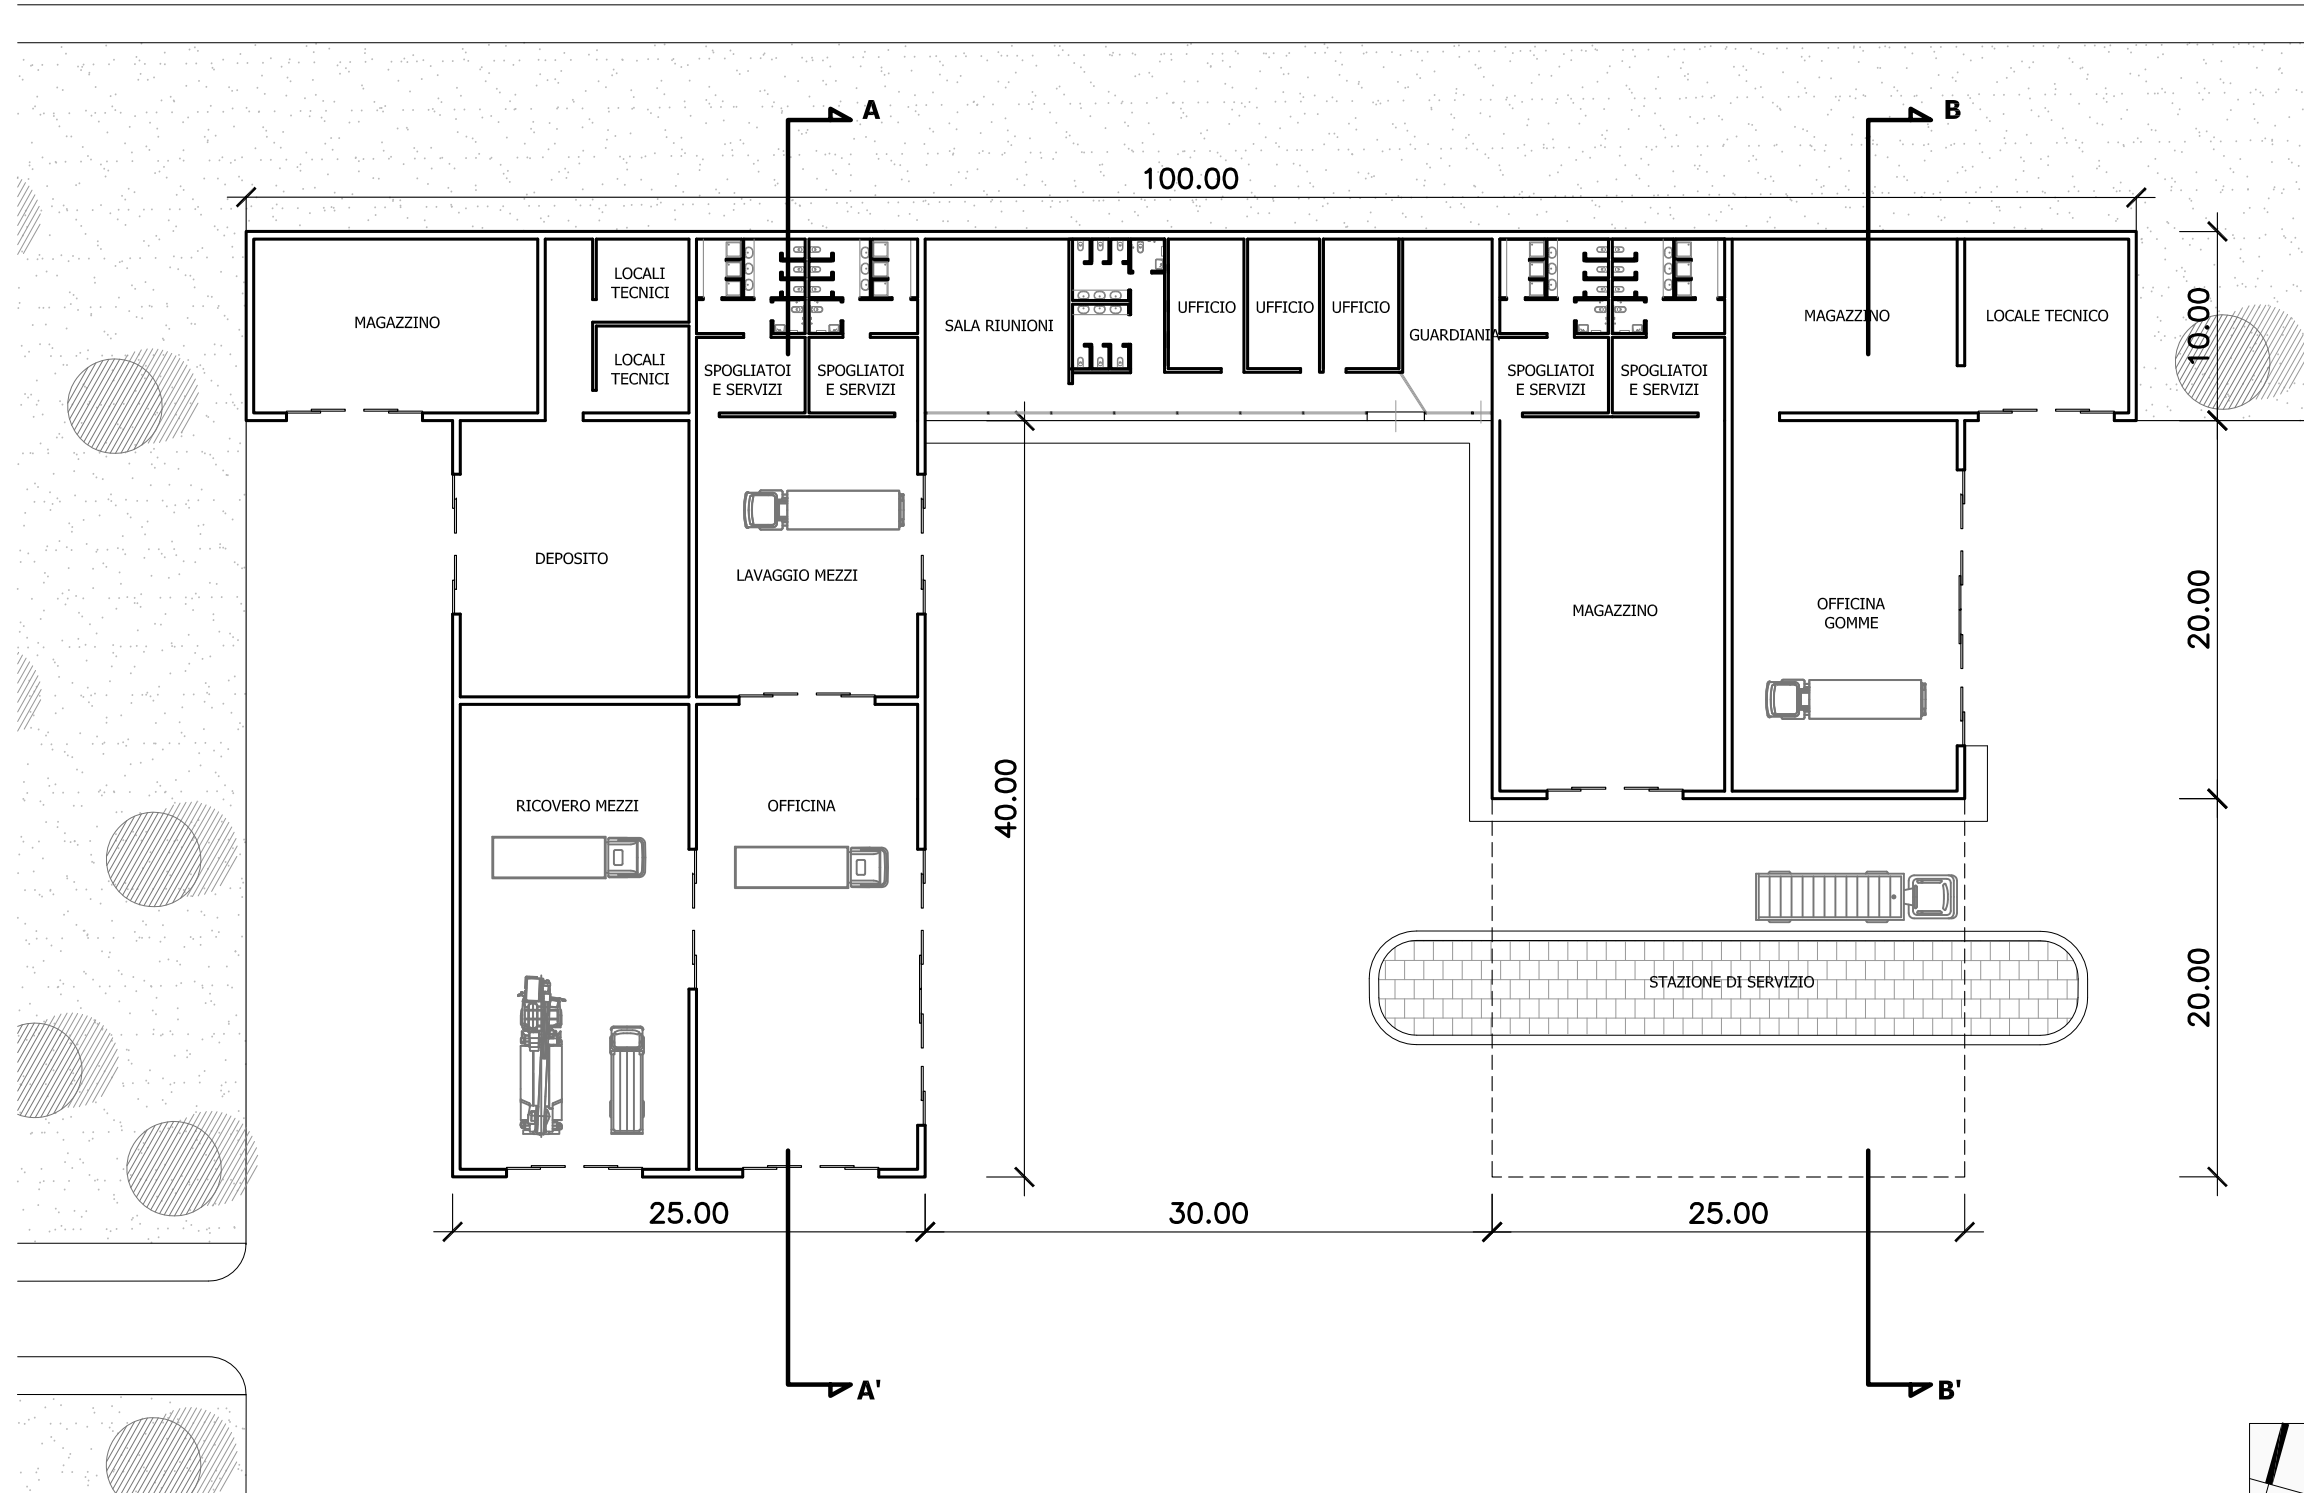 A
B
100.00
LOCALI
TECNICI
MAGAZZINO
LOCALI
TECNICI
SPOGLIATOI
E SERVIZI
SPOGLIATOI
E SERVIZI
SALA RIUNIONI
UFFICIO
UFFICIO
UFFICIO
GUARDIANIA
SPOGLIATOI
E SERVIZI
SPOGLIATOI
E SERVIZI
MAGAZZINO
LOCALE TECNICO
10.00
DEPOSITO
LAVAGGIO MEZZI
MAGAZZINO
OFFICINA
GOMME
20.00
RICOVERO MEZZI
OFFICINA
40.00
STAZIONE DI SERVIZIO
20.00
25.00
30.00
25.00
A'
B'